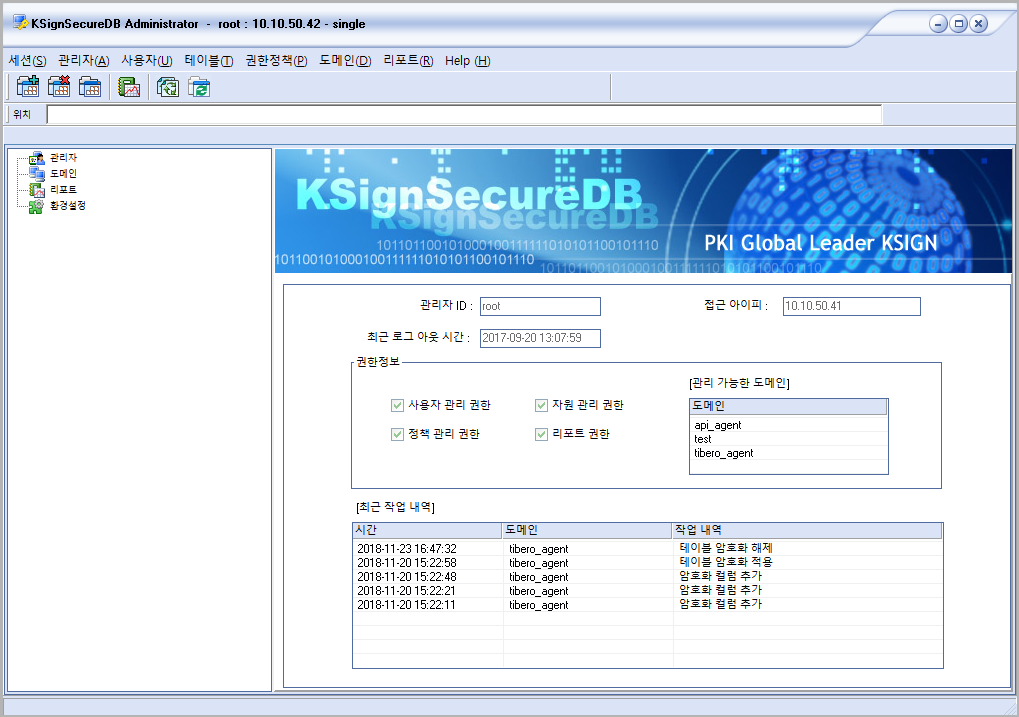 KSignSecureDB Administrator - root : 10.10.50.42 - single
세션(S) 관리자(A) 사용자(U) 테이블(T) 권한정책(P) 도메인(D) 리포트(R) Help (H)
위치
관리자
도메인
리포트
환경설정
KSignSecureDB
KSignSecureDB
PKI Global Leader KSIGN
관리자 ID : root 접근 아이피 : 10.10.50.41
최근 로그 아웃 시간 : 2017-09-20 13:07:59
권한정보
[관리 가능한 도메인]
사용자 관리 권한 자원 관리 권한
정책 관리 권한 리포트 권한
도메인
api_agent
test
tibero_agent
[최근 작업 내역]
시간 도메인 작업 내역
2018-11-23 16:47:32 tibero_agent 테이블 암호화 해제
2018-11-20 15:22:58 tibero_agent 테이블 암호화 적용
2018-11-20 15:22:48 tibero_agent 암호화 컬럼 추가
2018-11-20 15:22:21 tibero_agent 암호화 컬럼 추가
2018-11-20 15:22:11 tibero_agent 암호화 컬럼 추가